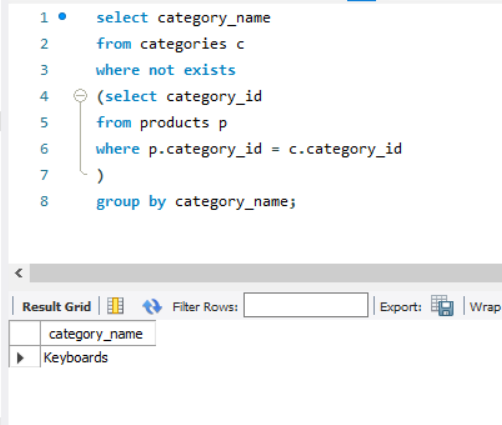 1 select category_name
2 from categories c
3 where not exists
4 (select category_id
5 from products p
6 where p.category_id = c.category_id
7 )
8 group by category_name;
Result Grid Filter Rows: Export: Wrap
category_name
Keyboards